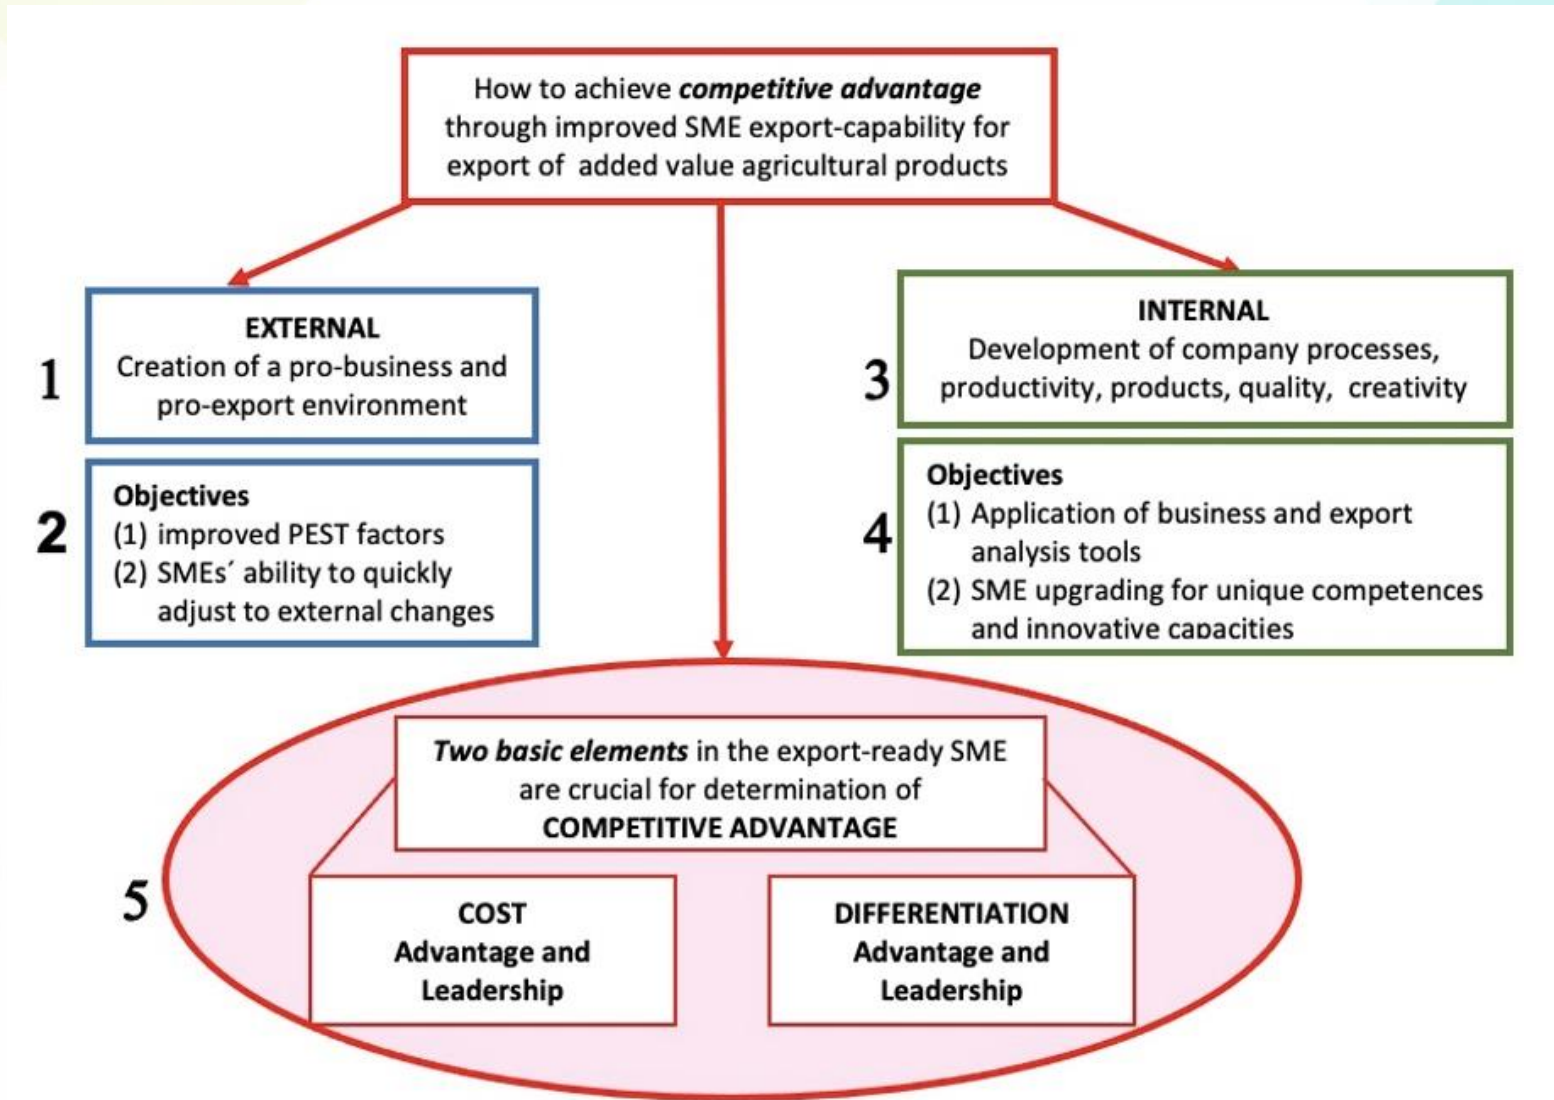 How to achieve competitive advantage
through improved SME export-capability for
export of added value agricultural products
1
EXTERNAL
Creation of a pro-business and
pro-export environment
2
Objectives
(1) improved PEST factors
(2) SMEs´ ability to quickly
adjust to external changes
3
INTERNAL
Development of company processes,
productivity, products, quality, creativity
4
Objectives
(1) Application of business and export
analysis tools
(2) SME upgrading for unique competences
and innovative capacities
5
Two basic elements in the export-ready SME
are crucial for determination of
COMPETITIVE ADVANTAGE
COST
Advantage and
Leadership
DIFFERENTIATION
Advantage and
Leadership